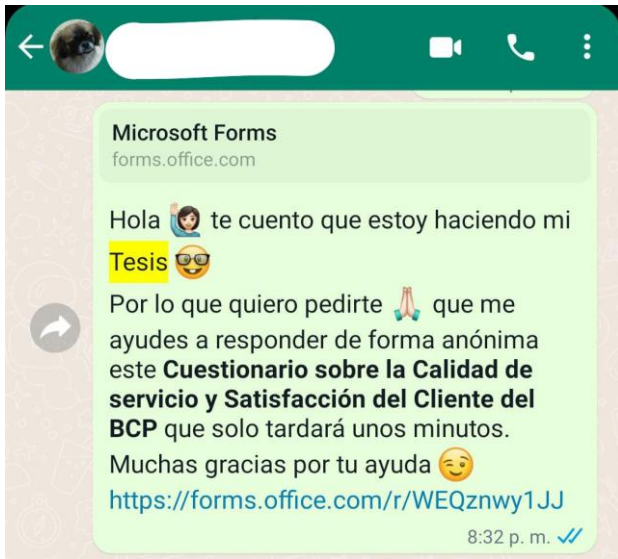 Microsoft Forms
forms.office.com
Hola 🙋🏻‍♀️ te cuento que estoy haciendo mi
Tesis 🤓
Por lo que quiero pedirte 🙏🏻 que me
ayudes a responder de forma anónima
este Cuestionario sobre la Calidad de
servicio y Satisfacción del Cliente del
BCP que solo tardará unos minutos.
Muchas gracias por tu ayuda 😉
https://forms.office.com/r/WEQznwy1JJ
8:32 p. m.